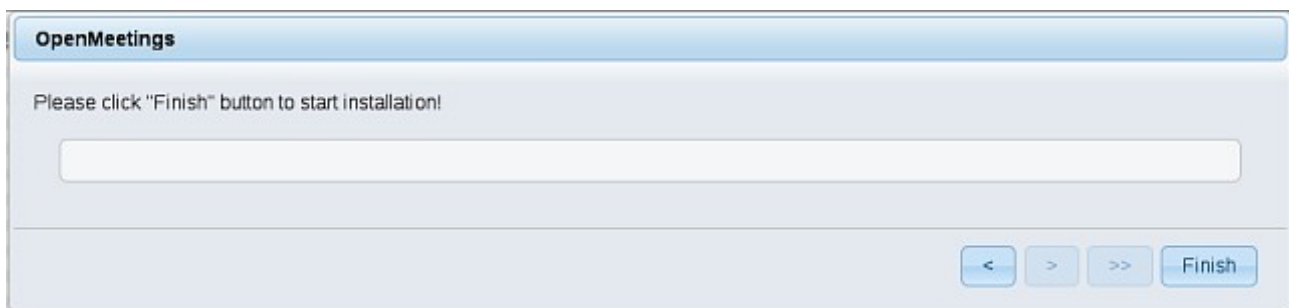 OpenMeetings
Please click "Finish" button to start installation!
< > >> Finish